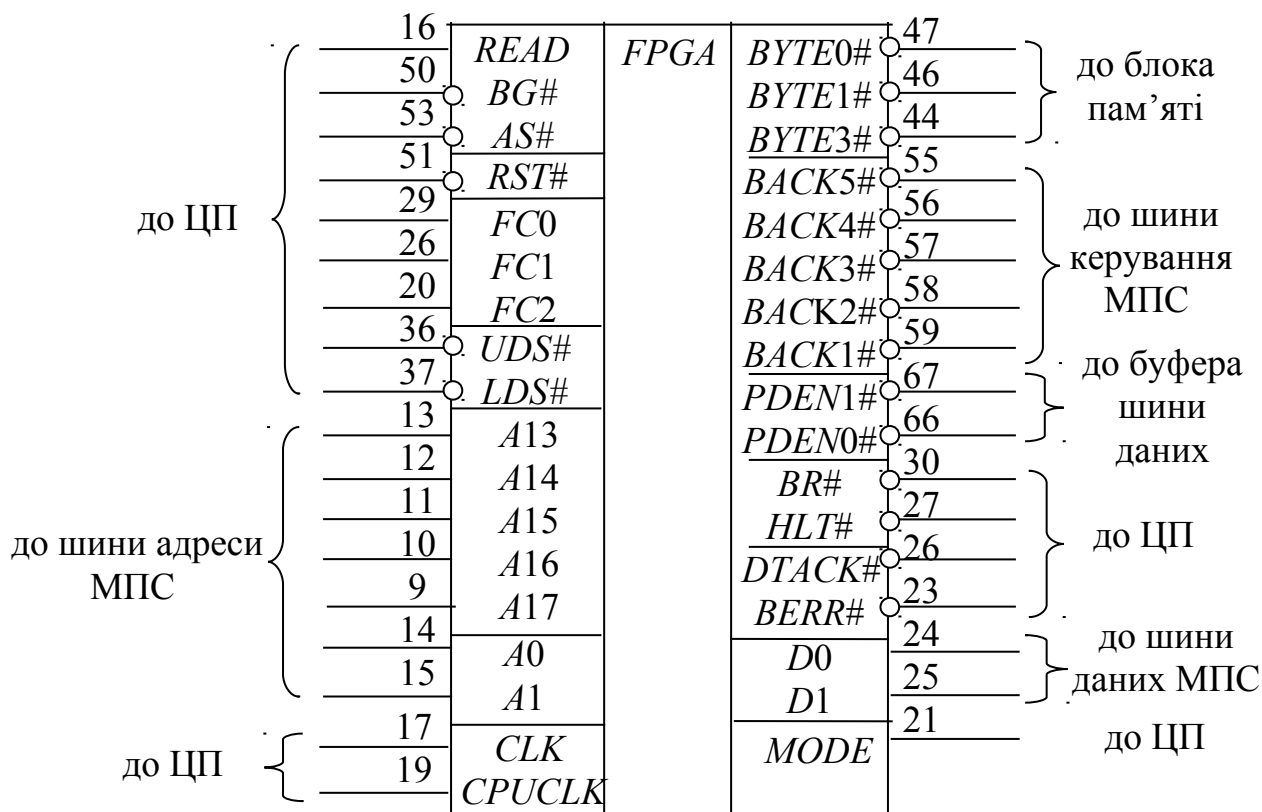 16 READ FPGA BYTE0# 47
50 BG# BYTE1# 46
53 AS# BYTE3# 44
до блока
пам’яті
51 RST# BACK5# 55
29 FC0 BACK4# 56
26 FC1 BACK3# 57
20 FC2 BACK2# 58
36 UDS# BACK1# 59
до ЦП
до шини
керування
МПС
37 LDS# PDEN1# 67
13 A13 PDEN0# 66
до буфера
шини
даних
12 A14 BR# 30
11 A15 HLT# 27
10 A16 DTACK# 26
9 A17 BERR# 23
до шини адреси
МПС
до ЦП
14 A0 D0 24
15 A1 D1 25
до шини
даних МПС
17 CLK MODE 21
19 CPUCLK
до ЦП
до ЦП